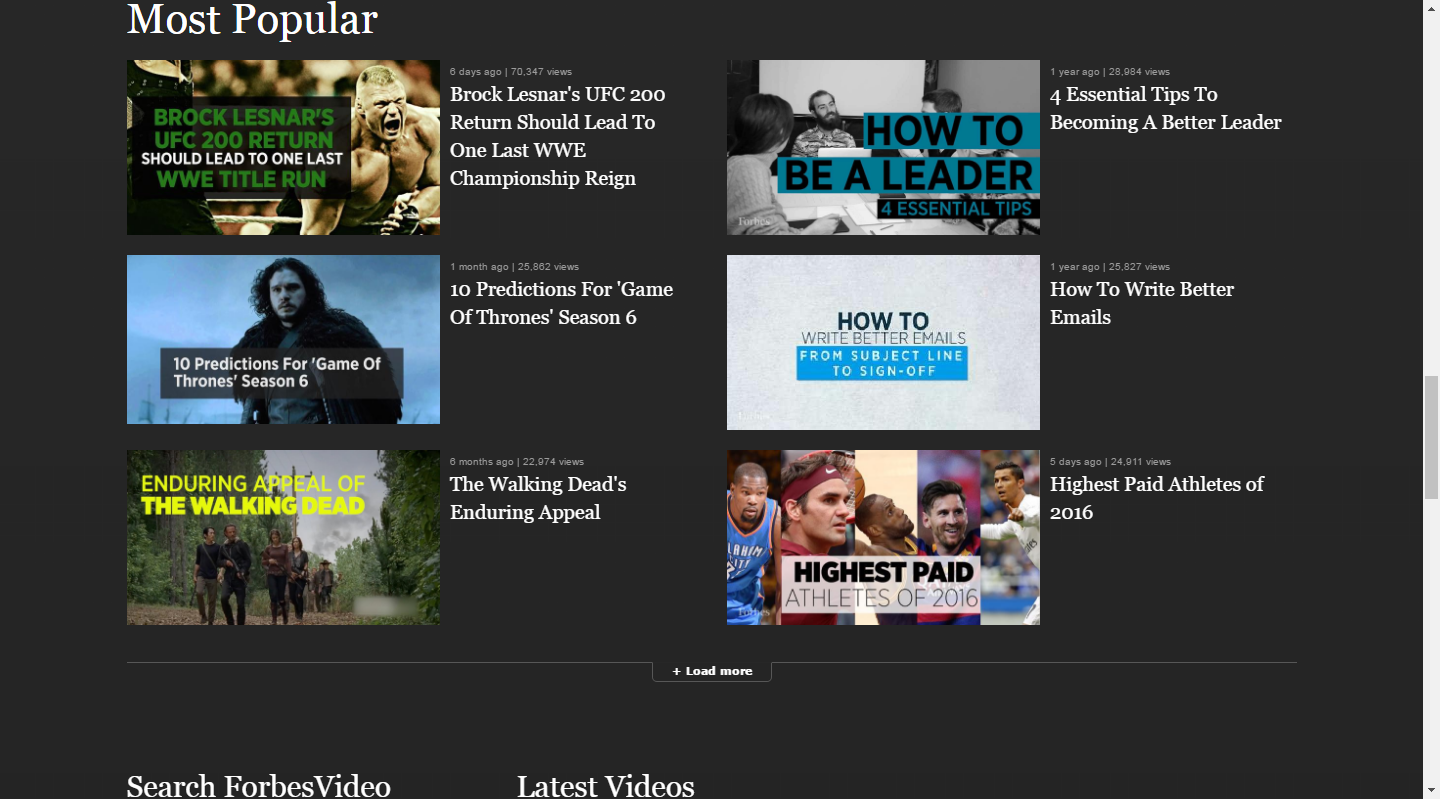 Most Popular
BROCK LESNAR'S
UFC 200 RETURN
SHOULD LEAD TO ONE LAST
WWE TITLE RUN
6 days ago | 70,347 views
Brock Lesnar's UFC 200
Return Should Lead To
One Last WWE
Championship Reign
HOW TO
BE A LEADER
4 ESSENTIAL TIPS
Forbes
1 year ago | 28,984 views
4 Essential Tips To
Becoming A Better Leader
10 Predictions For 'Game Of
Thrones' Season 6
1 month ago | 25,862 views
10 Predictions For 'Game
Of Thrones' Season 6
HOW TO
WRITE BETTER EMAILS
FROM SUBJECT LINE
TO SIGN-OFF
Forbes
1 year ago | 25,827 views
How To Write Better
Emails
ENDURING APPEAL OF
THE WALKING DEAD
6 months ago | 22,974 views
The Walking Dead's
Enduring Appeal
HIGHEST PAID
ATHLETES OF 2016
Forbes
5 days ago | 24,911 views
Highest Paid Athletes of
2016
+ Load more
Search ForbesVideo
Latest Videos